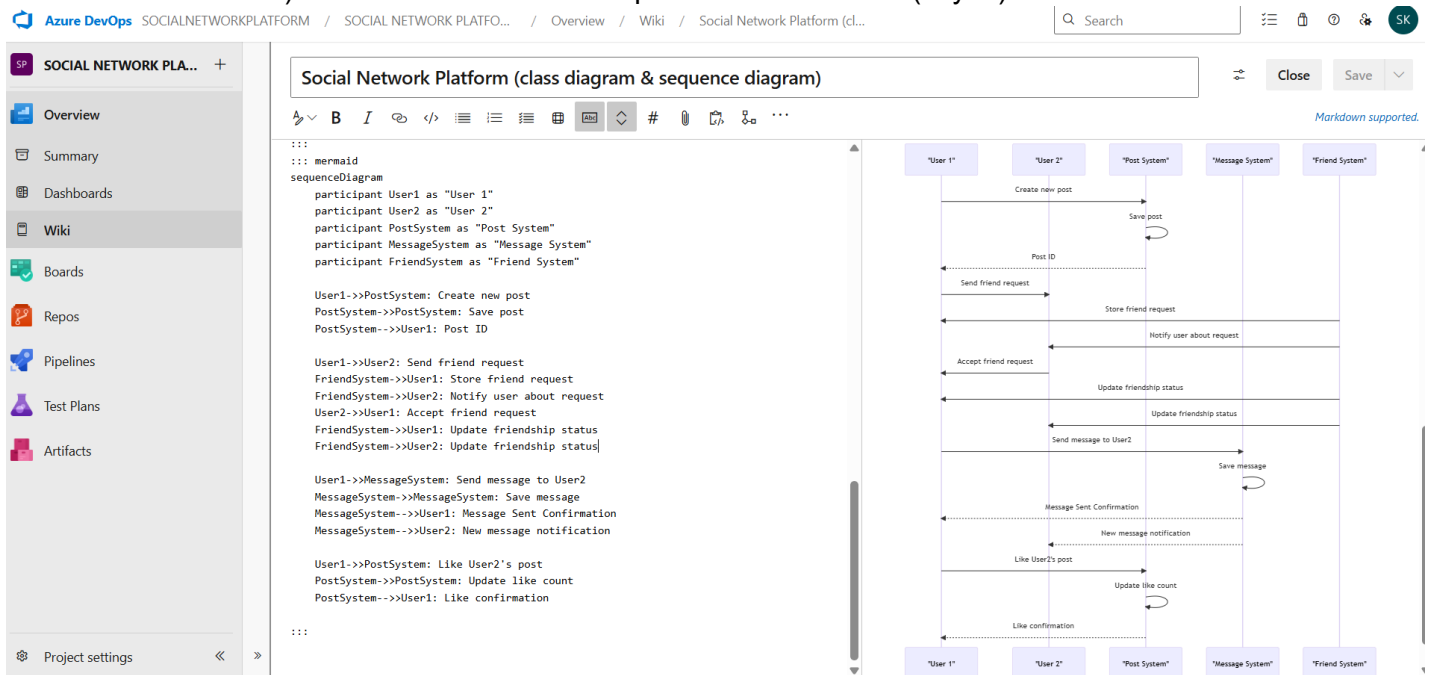 Azure DevOps SOCIALNETWORKPLATFORM / SOCIAL NETWORK PLATFO... / Overview / Wiki / Social Network Platform (cl...
Search
SK
SP SOCIAL NETWORK PLA... +
Social Network Platform (class diagram & sequence diagram)
Close
Save
Overview
B I </> Abc # ...
Markdown supported.
Summary
Dashboards
Wiki
Boards
Repos
Pipelines
Test Plans
Artifacts
Project settings
:::
::: mermaid
sequenceDiagram
participant User1 as "User 1"
participant User2 as "User 2"
participant PostSystem as "Post System"
participant MessageSystem as "Message System"
participant FriendSystem as "Friend System"
User1->>PostSystem: Create new post
PostSystem->>PostSystem: Save post
PostSystem-->>User1: Post ID
User1->>User2: Send friend request
FriendSystem->>User1: Store friend request
FriendSystem->>User2: Notify user about request
User2->>User1: Accept friend request
FriendSystem->>User1: Update friendship status
FriendSystem->>User2: Update friendship status
User1->>MessageSystem: Send message to User2
MessageSystem->>MessageSystem: Save message
MessageSystem-->>User1: Message Sent Confirmation
MessageSystem-->>User2: New message notification
User1->>PostSystem: Like User2's post
PostSystem->>PostSystem: Update like count
PostSystem-->>User1: Like confirmation
:::
"User 1" "User 2" "Post System" "Message System" "Friend System"
Create new post
Save post
Post ID
Send friend request
Store friend request
Notify user about request
Accept friend request
Update friendship status
Update friendship status
Send message to User2
Save message
Message Sent Confirmation
New message notification
Like User2's post
Update like count
Like confirmation
"User 1" "User 2" "Post System" "Message System" "Friend System"